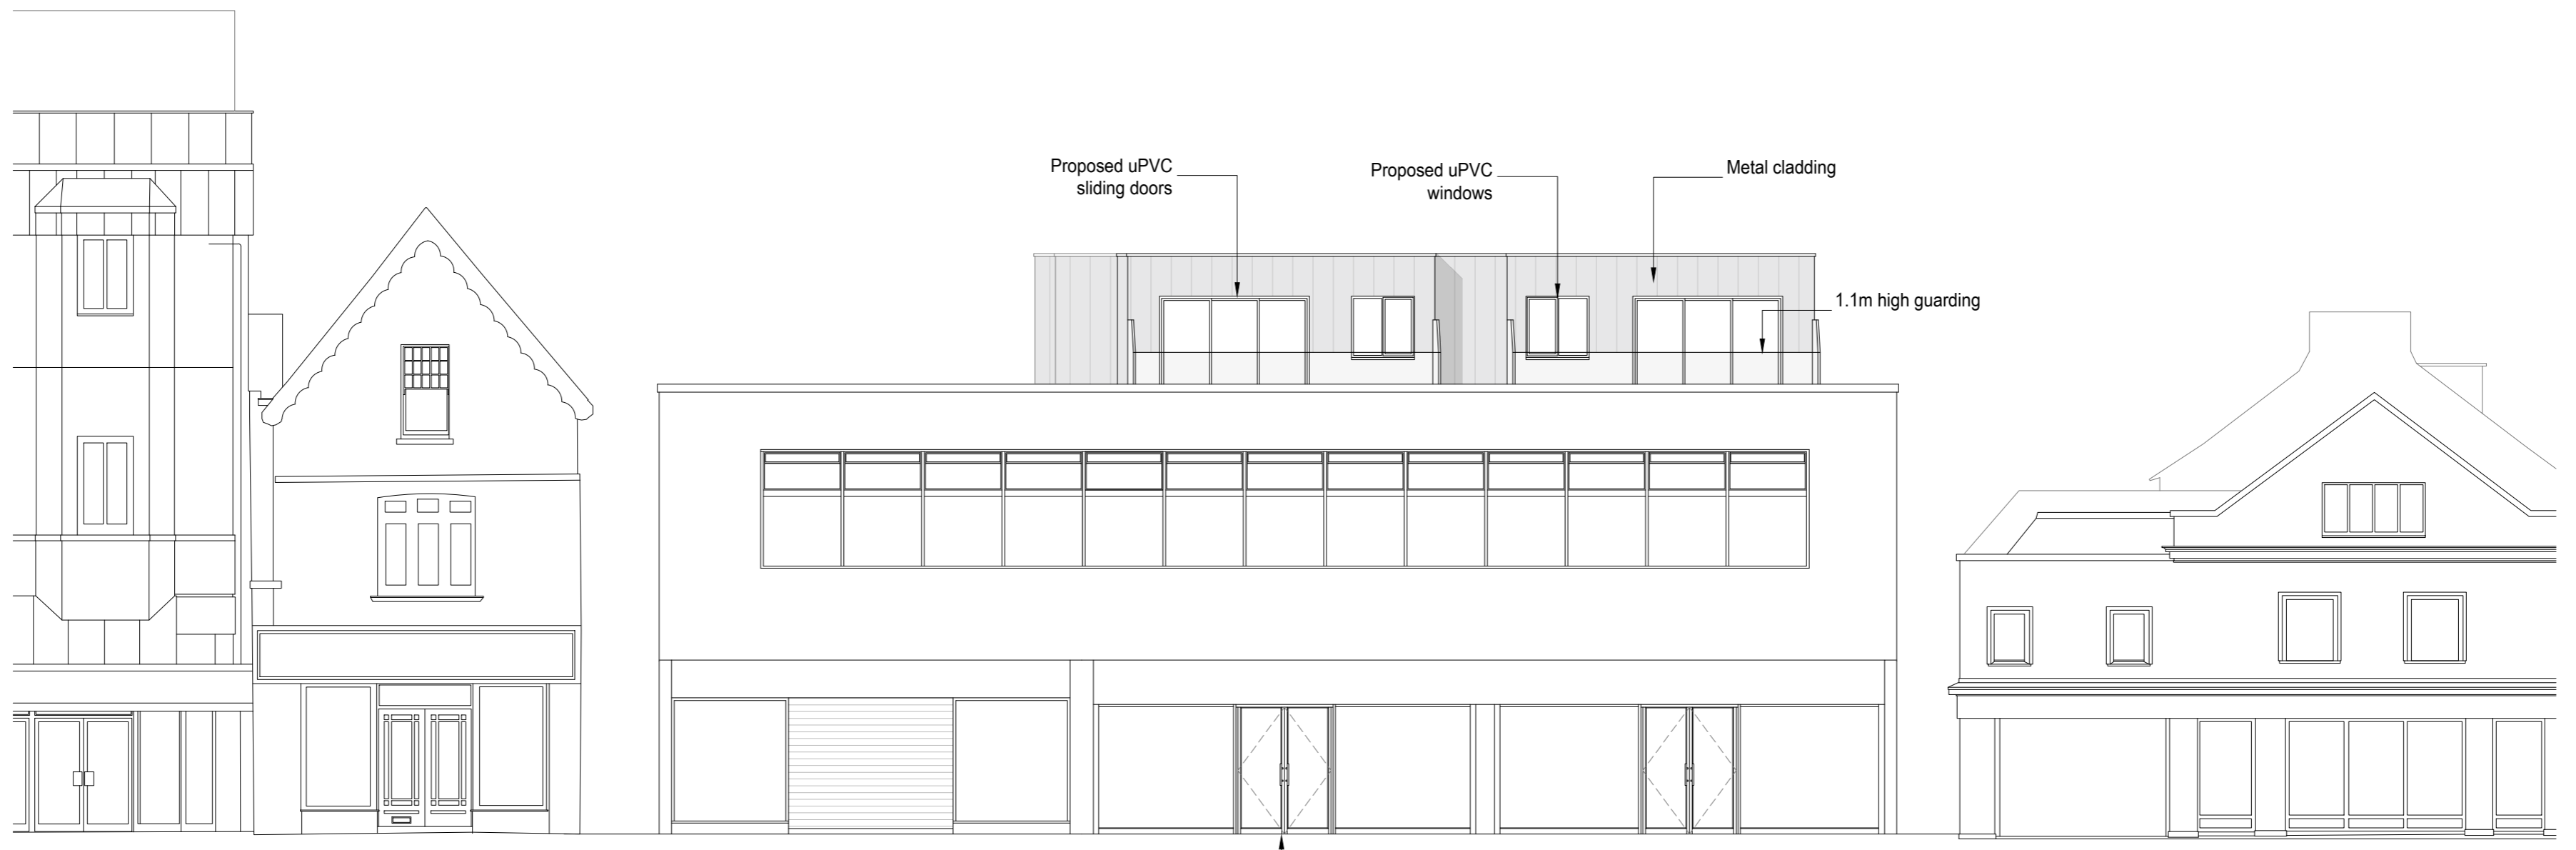 Proposed uPVC
sliding doors
Proposed uPVC
windows
Metal cladding
1.1m high guarding